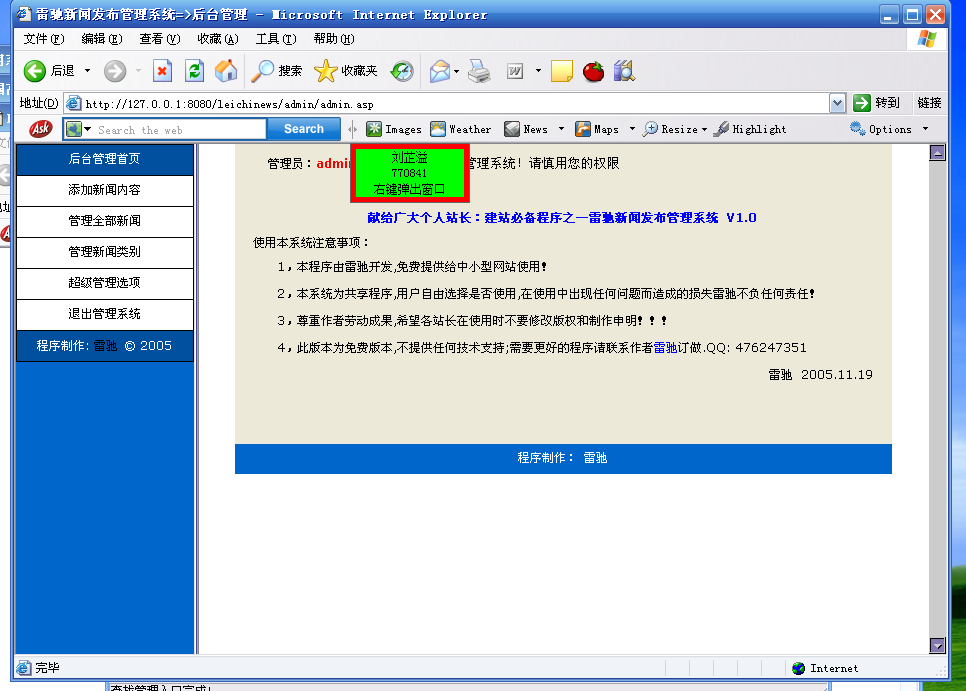 雷驰新闻发布管理系统=>后台管理 - Microsoft Internet Explorer
文件(F) 编辑(E) 查看(V) 收藏(A) 工具(T) 帮助(H)
后退 搜索 收藏夹
地址(D) http://127.0.0.1:8080/leichinews/admin/admin.asp 转到 链接
Ask Search the web Search Images Weather News Maps Resize Highlight Options
后台管理首页
添加新闻内容
管理全部新闻
管理新闻类别
超级管理选项
退出管理系统
程序制作: 雷驰 © 2005
管理员：admin 管理系统! 请慎用您的权限
刘芷溢
770841
右键弹出窗口
献给广大个人站长：建站必备程序之一雷驰新闻发布管理系统 V1.0
使用本系统注意事项：
1，本程序由雷驰开发,免费提供给中小型网站使用!
2，本系统为共享程序,用户自由选择是否使用,在使用中出现任何问题而造成的损失雷驰不负任何责任!
3，尊重作者劳动成果,希望各站长在使用时不要修改版权和制作申明!！！
4，此版本为免费版本,不提供任何技术支持;需要更好的程序请联系作者雷驰订做.QQ: 476247351
雷驰 2005.11.19
程序制作： 雷驰
完毕 Internet
查找管理入口完成!